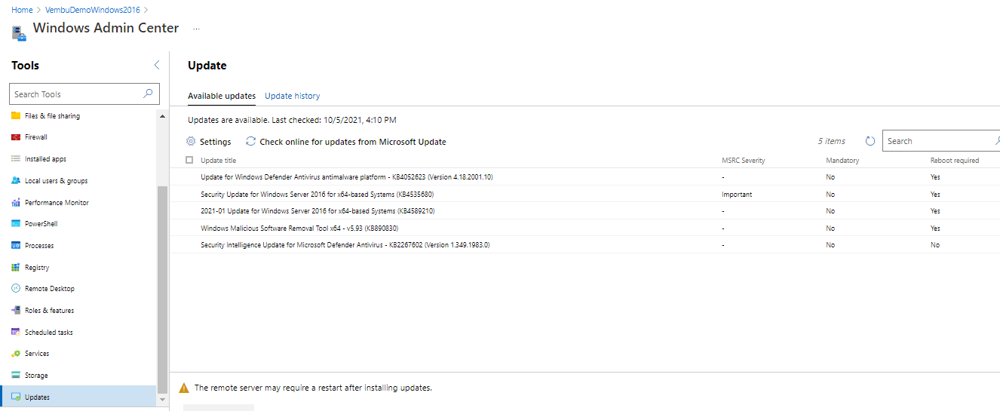 Home > VembuDemoWindows2016 >
Windows Admin Center ...
Tools
Search Tools
Files & file sharing
Firewall
Installed apps
Local users & groups
Performance Monitor
PowerShell
Processes
Registry
Remote Desktop
Roles & features
Scheduled tasks
Services
Storage
Updates
Update
Available updates Update history
Updates are available. Last checked: 10/5/2021, 4:10 PM
Settings Check online for updates from Microsoft Update 5 items Search
Update title MSRC Severity Mandatory Reboot required
Update for Windows Defender Antivirus antimalware platform - KB4052623 (Version 4.18.2001.10) - No Yes
Security Update for Windows Server 2016 for x64-based Systems (KB4535680) Important No Yes
2021-01 Update for Windows Server 2016 for x64-based Systems (KB4589210) - No Yes
Windows Malicious Software Removal Tool x64 - v5.93 (KB890830) - No Yes
Security Intelligence Update for Microsoft Defender Antivirus - KB2267602 (Version 1.349.1983.0) - No No
The remote server may require a restart after installing updates.